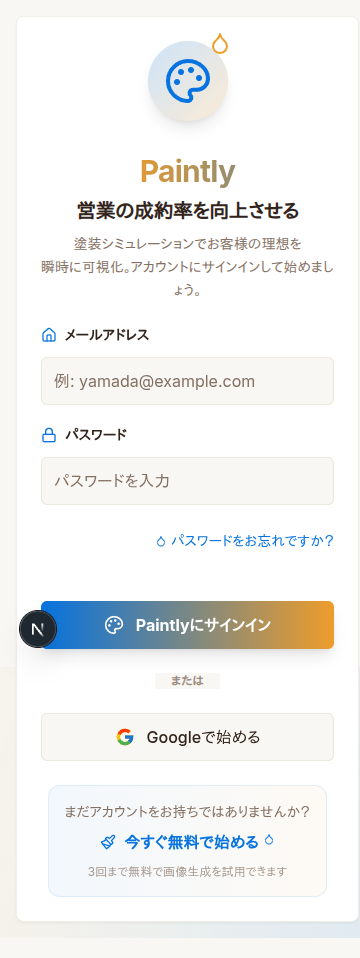 Paintly
営業の成約率を向上させる
塗装シミュレーションでお客様の理想を
瞬時に可視化。アカウントにサインインして始めまし
ょう。
メールアドレス
例: yamada@example.com
パスワード
パスワードを入力
パスワードをお忘れですか?
N
Paintlyにサインイン
または
Googleで始める
まだアカウントをお持ちではありませんか?
今すぐ無料で始める
3回まで無料で画像生成を試用できます